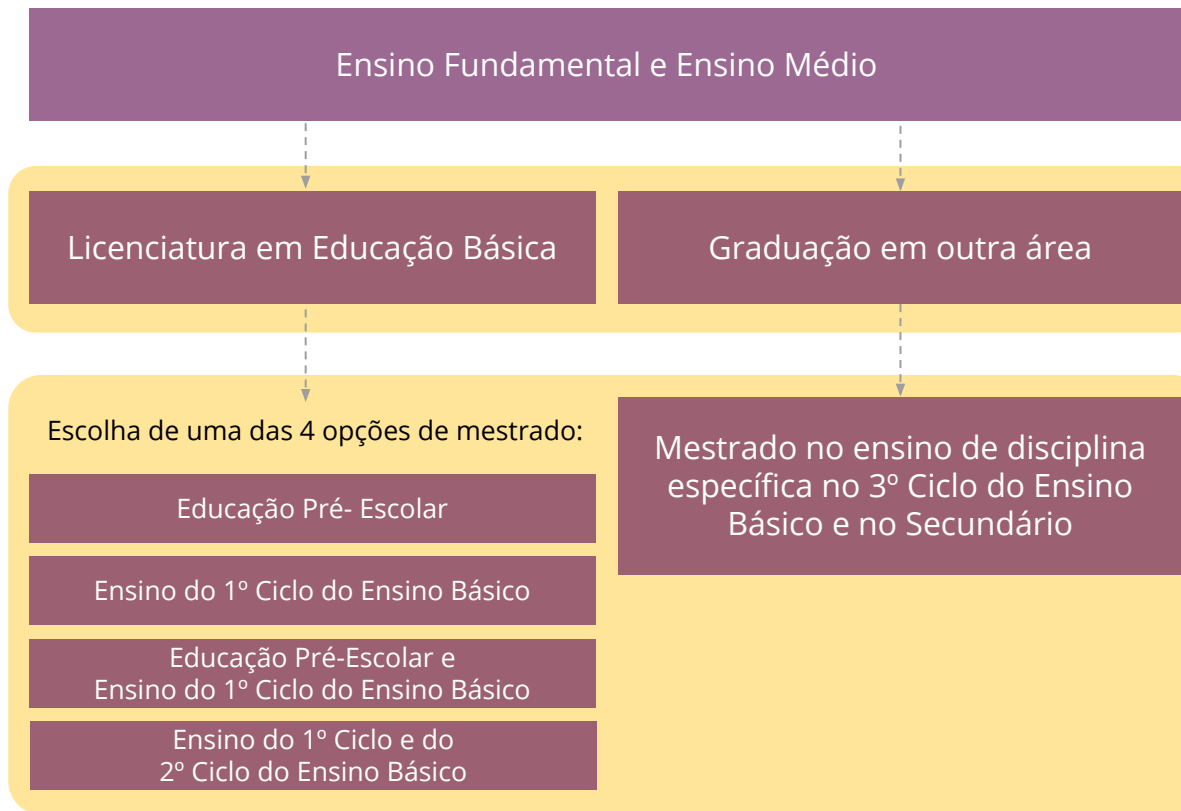 Ensino Fundamental e Ensino Médio
Licenciatura em Educação Básica
Graduação em outra área
Escolha de uma das 4 opções de mestrado:
Educação Pré- Escolar
Ensino do 1º Ciclo do Ensino Básico
Educação Pré-Escolar e
Ensino do 1º Ciclo do Ensino Básico
Ensino do 1º Ciclo e do
2º Ciclo do Ensino Básico
Mestrado no ensino de disciplina
específica no 3º Ciclo do Ensino
Básico e no Secundário